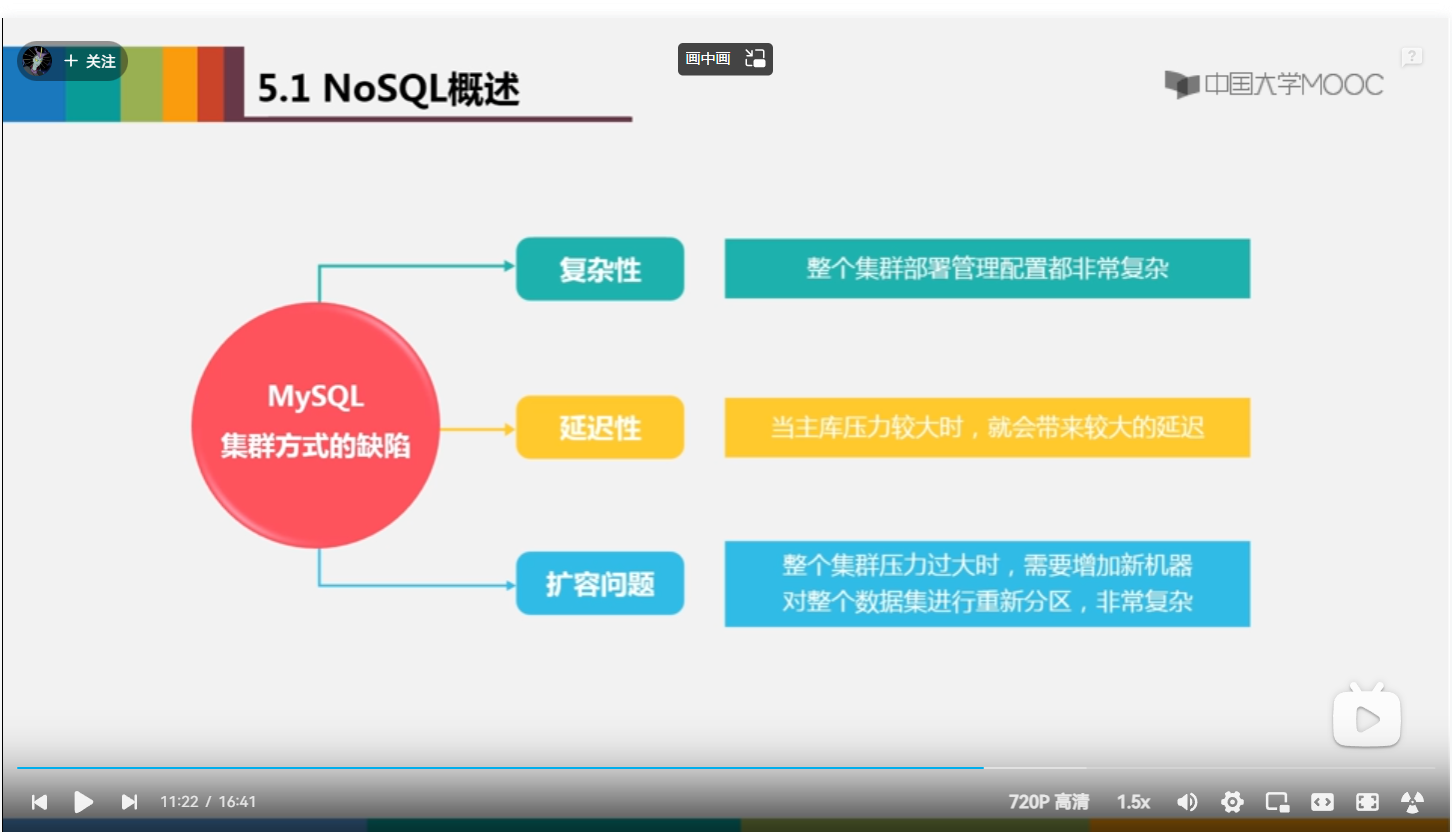 + 关注
画中画
?
5.1 NoSQL概述
中国大学MOOC
复杂性
整个集群部署管理配置都非常复杂
MySQL
集群方式的缺陷
延迟性
当主库压力较大时，就会带来较大的延迟
扩容问题
整个集群压力过大时，需要增加新机器
对整个数据集进行重新分区，非常复杂
11:22 / 16:41
720P 高清
1.5x